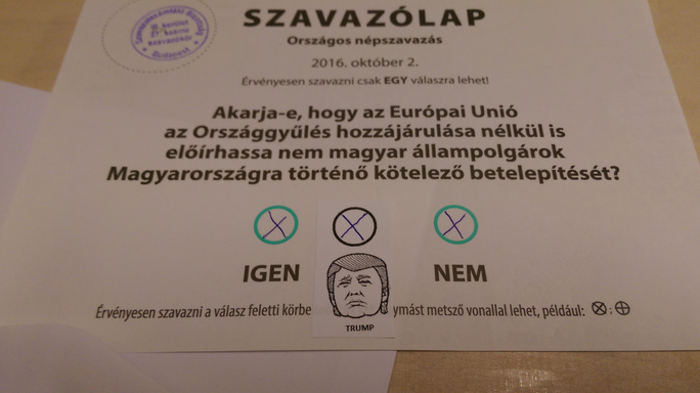 SZAVAZÓLAP
Országos népszavazás
2016. október 2.
Érvényesen szavazni csak EGY válaszra lehet!
Akarja-e, hogy az Európai Unió
az Országgyűlés hozzájárulása nélkül is
előírhassa nem magyar állampolgárok
Magyarországra történő kötelező betelepítését?
IGEN NEM
Érvényesen szavazni a válasz feletti körbe ymást metsző vonallal lehet, például:
TRUMP
Budapest